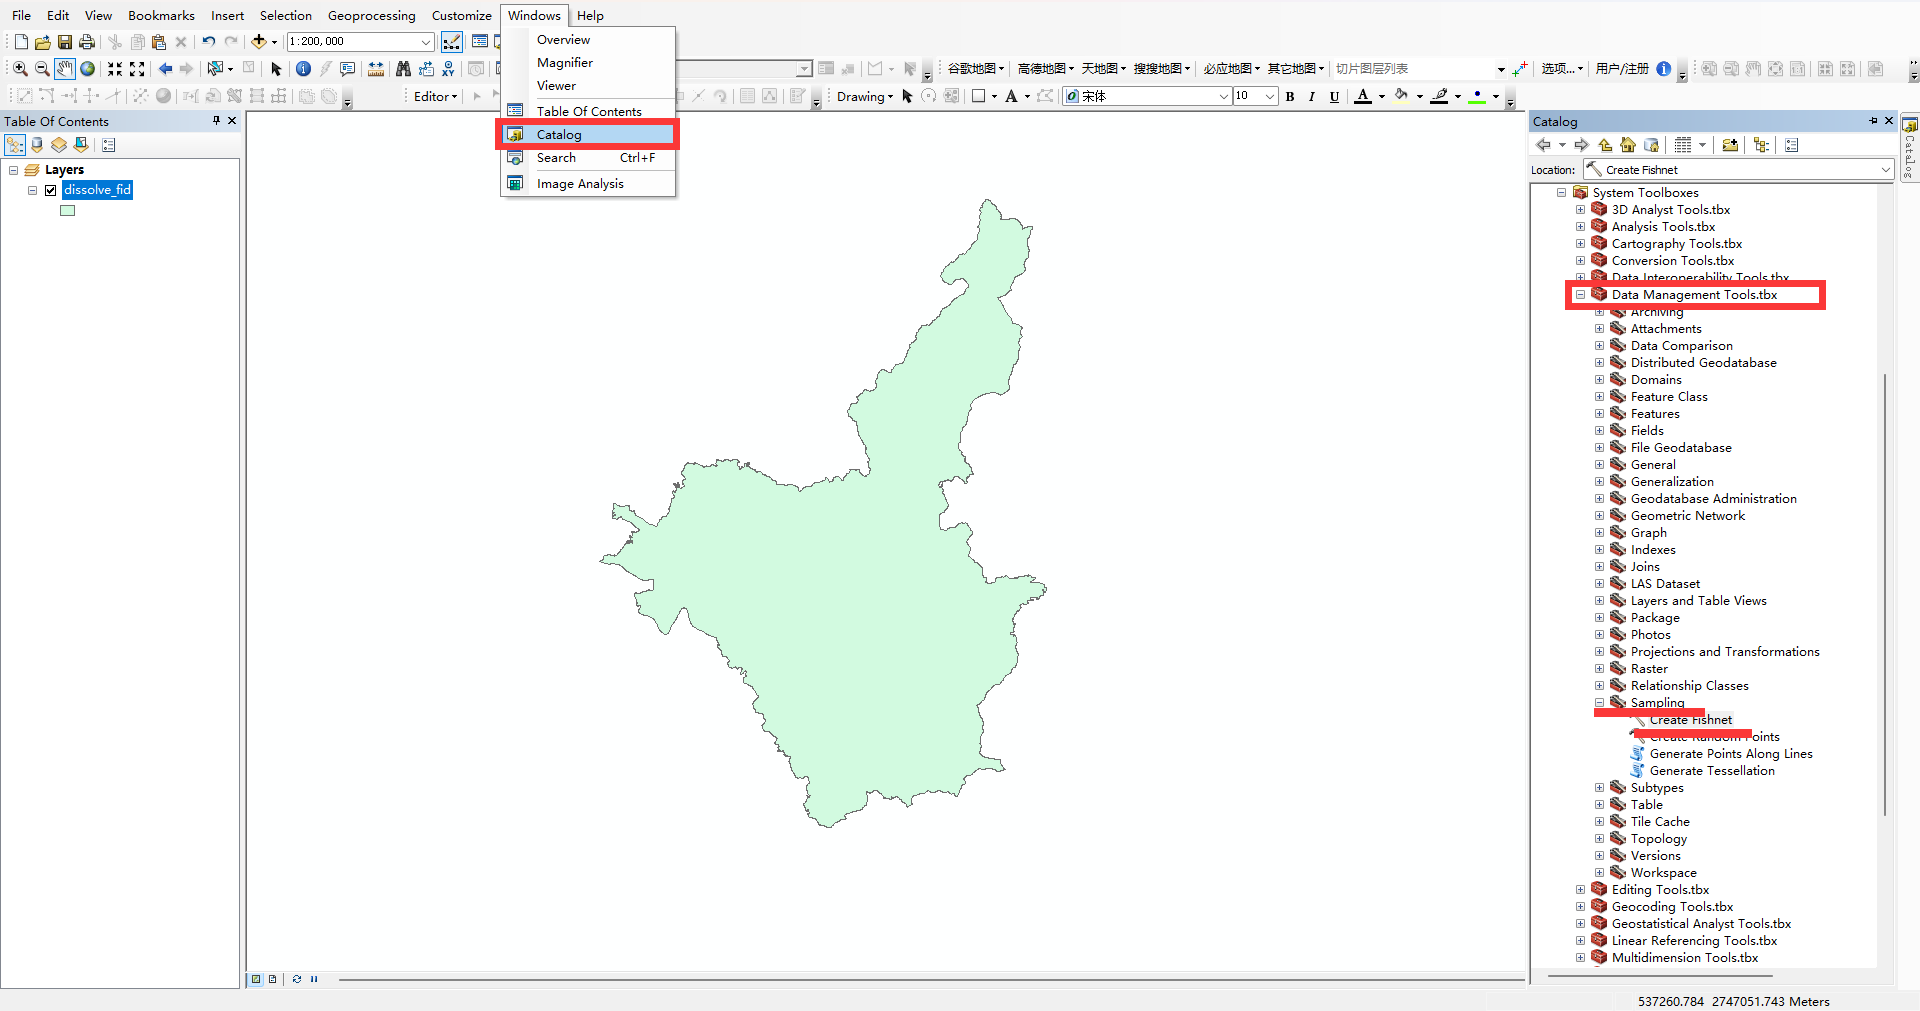 File Edit View Bookmarks Insert Selection Geoprocessing Customize Windows Help
1:200,000
谷歌地图 高德地图 天地图 搜搜地图 必应地图 其它地图 切片图层列表 选项... 用户/注册
Editor Drawing A 宋体 10 B I U A
Overview
Magnifier
Viewer
Table Of Contents
Catalog
Search Ctrl+F
Image Analysis
Table Of Contents
Layers
dissolve_fid
Catalog
Catalog
Location: Create Fishnet
System Toolboxes
3D Analyst Tools.tbx
Analysis Tools.tbx
Cartography Tools.tbx
Conversion Tools.tbx
Data Interoperability Tools.tbx
Data Management Tools.tbx
Archiving
Attachments
Data Comparison
Distributed Geodatabase
Domains
Feature Class
Features
Fields
File Geodatabase
General
Generalization
Geodatabase Administration
Geometric Network
Graph
Indexes
Joins
LAS Dataset
Layers and Table Views
Package
Photos
Projections and Transformations
Raster
Relationship Classes
Sampling
Create Fishnet
Create Random Points
Generate Points Along Lines
Generate Tessellation
Subtypes
Table
Tile Cache
Topology
Versions
Workspace
Editing Tools.tbx
Geocoding Tools.tbx
Geostatistical Analyst Tools.tbx
Linear Referencing Tools.tbx
Multidimension Tools.tbx
537260.784 2747051.743 Meters